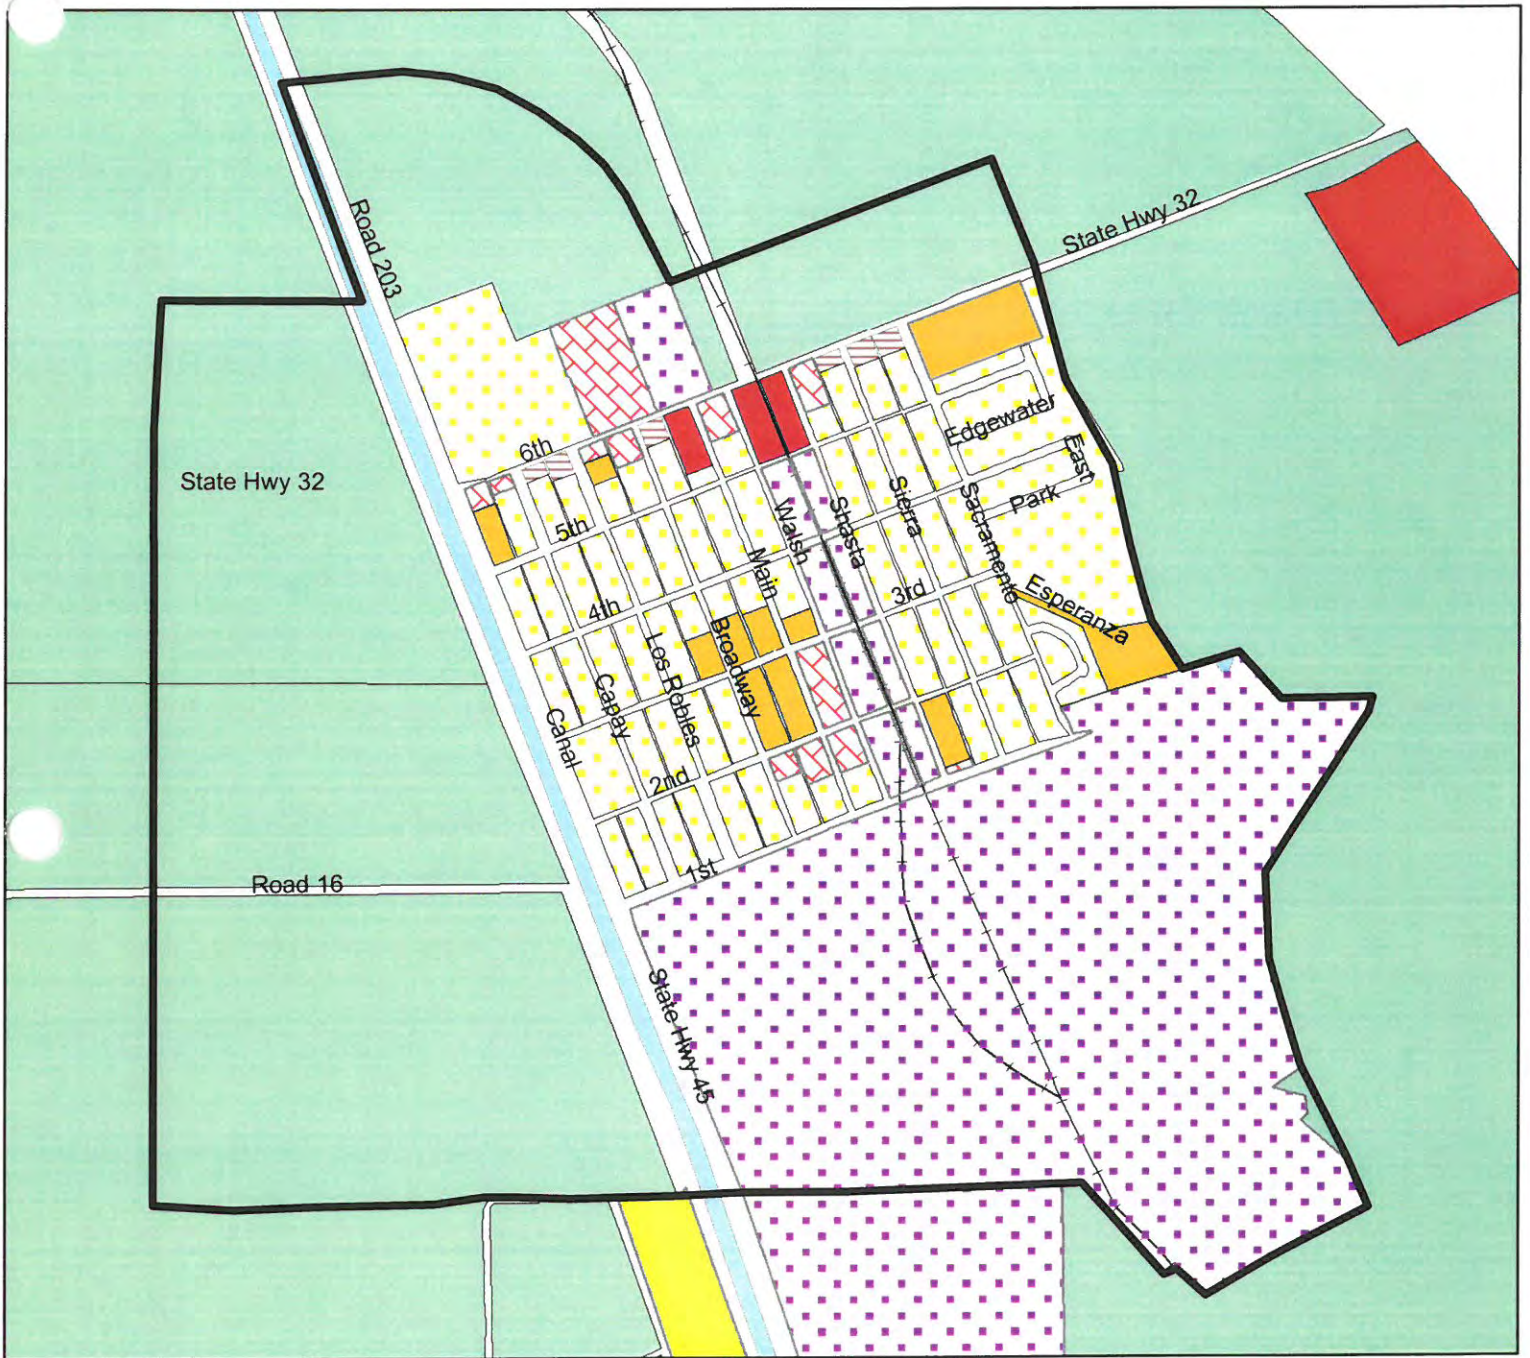 Road 203
State Hwy 32
Edgewater
East
6th
State Hwy 32
Park
Sierra
Sacramento
Shasta
Walsh
5th
Main
3rd
Esperanza
4th
Broadway
Los Robles
Capay
Canal
2nd
1st
Road 16
State Hwy 45